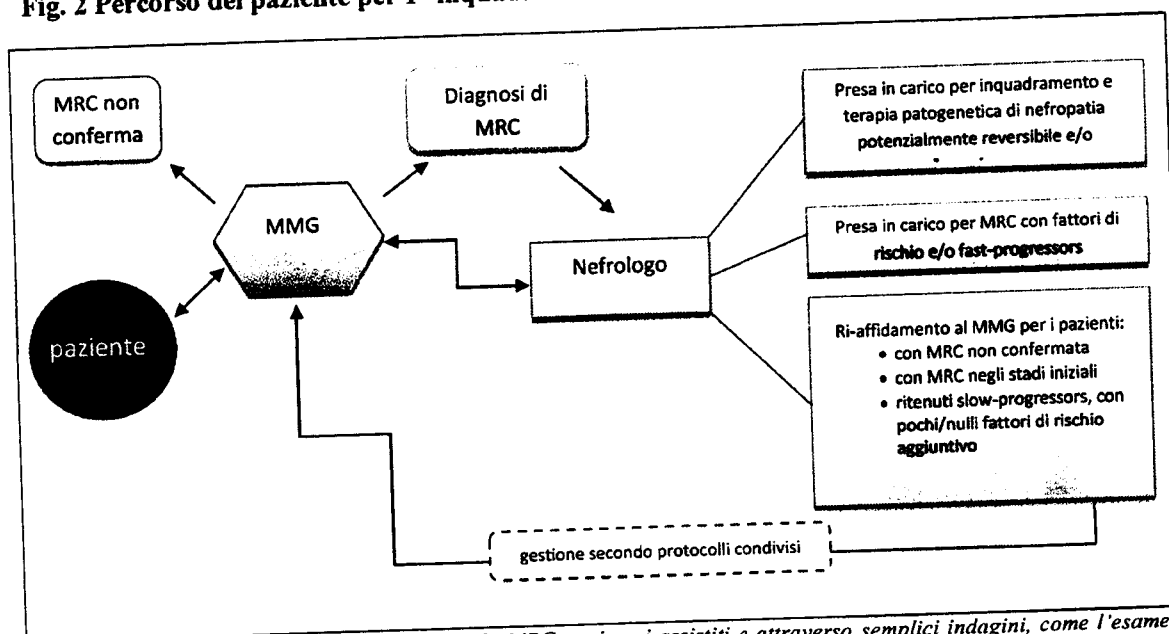 Fig. 2 Percorso del paziente per 1°
MRC non
conferma
Diagnosi di
MRC
Presa in carico per inquadramento e
terapia patogenetica di nefropatia
potenzialmente reversibile e/o
MMG
Presa in carico per MRC con fattori di
rischio e/o fast-progressors
Nefrologo
paziente
Ri-affidamento al MMG per i pazienti:
• con MRC non confermata
• con MRC negli stadi iniziali
• ritenuti slow-progressors, con
pochi/nulli fattori di rischio
aggiuntivo
gestione secondo protocolli condivisi
MRC assistiti e attraverso semplici indagini, come l'esame